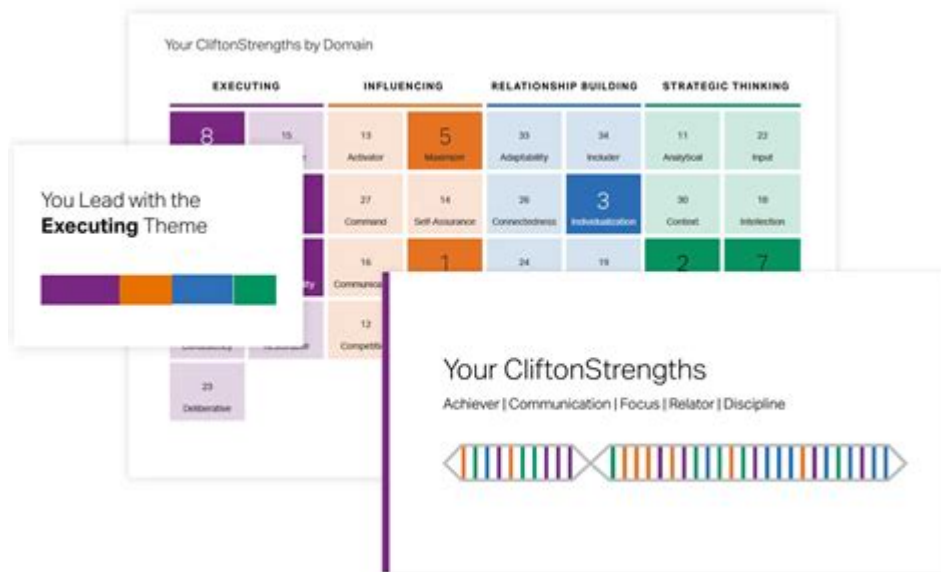 Your CliftonStrengths by Domain
EXECUTING INFLUENCING RELATIONSHIP BUILDING STRATEGIC THINKING
8 15 13 5 33 34 11 22
Activator Maximizer Adaptability Includer Analytical Input
You Lead with the
Executing Theme
27 14 26 3 30 18
Command Self-Assurance Connectedness Individualization Context Intellection
16 1 24 19 2 7
ty Communica
12
Competiti
23
Deliberative
Your CliftonStrengths
Achiever | Communication | Focus | Relator | Discipline